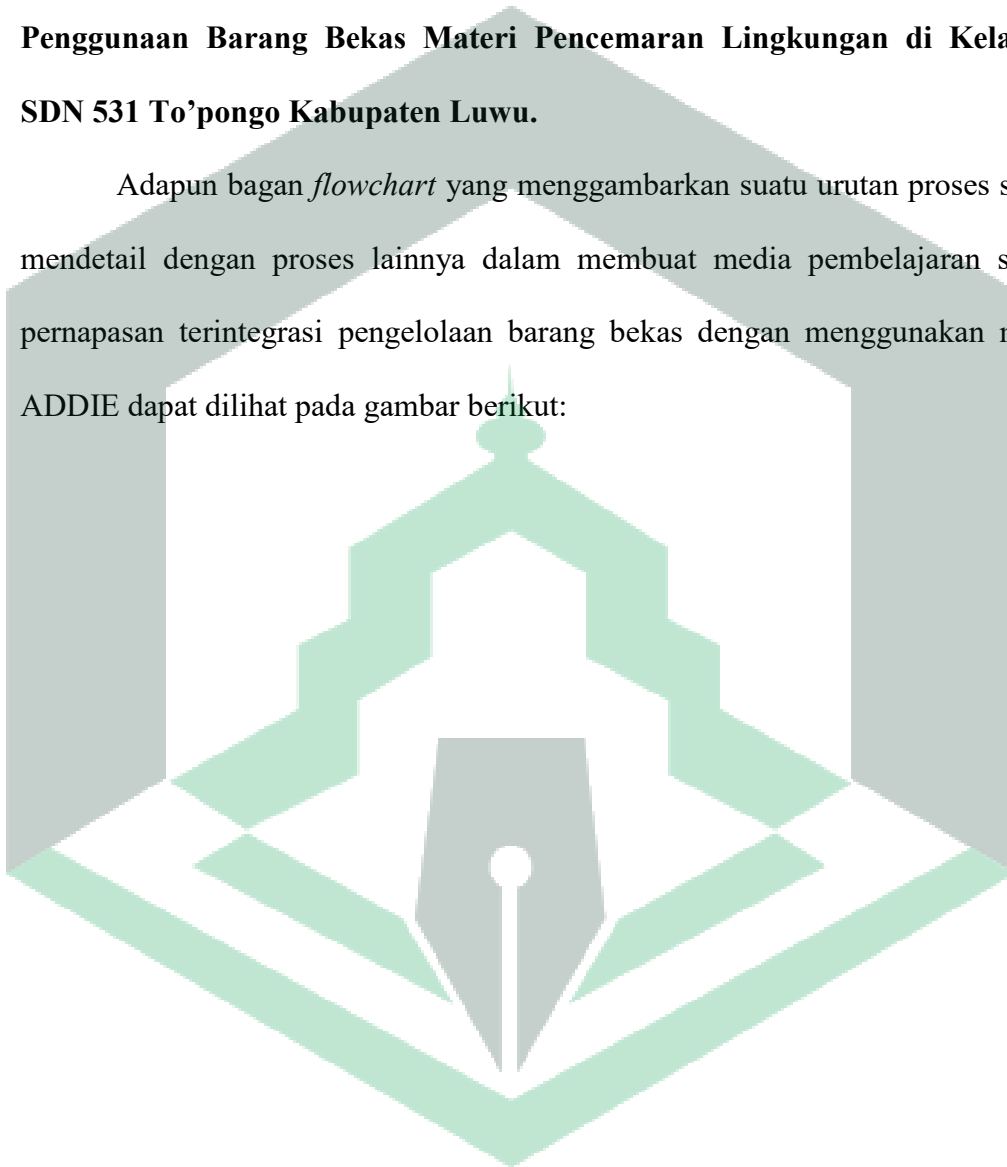 Penggunaan Barang Bekas Materi Pencemaran Lingkungan di
SDN 531 To’pongo Kabupaten Luwu.
Adapun bagan flowchart yang menggambarkan suatu urutan proses
mendetail dengan proses lainnya dalam membuat media pembelajaran
pernapasan terintegrasi pengelolaan barang bekas dengan menggunakan
ADDIE dapat dilihat pada gambar berikut: